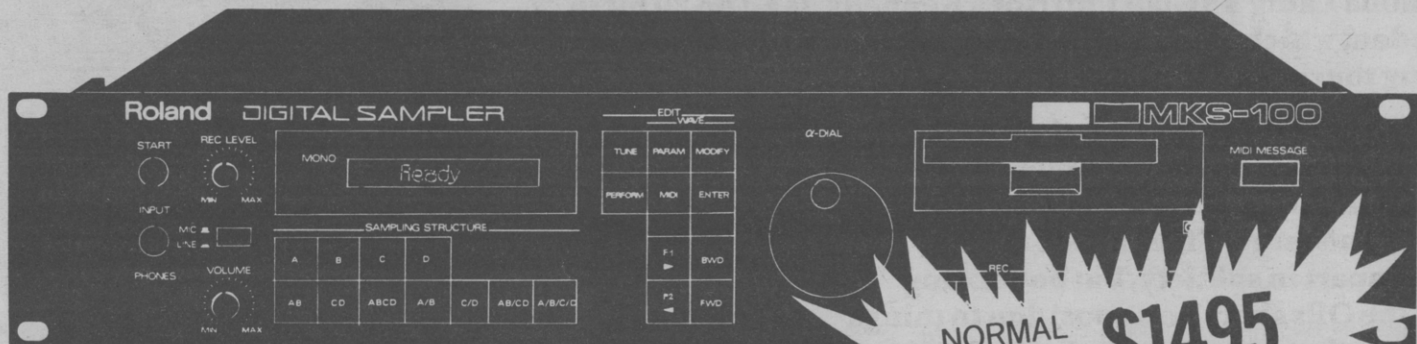 Roland DIGITAL SAMPLER
MKS-100
START
REC LEVEL
MIN MAX
INPUT
MIC
LINE
PHONES
VOLUME
MIN MAX
MONO
Ready
SAMPLING STRUCTURE
A B C D
AB CD ABCD A/B C/D AB/CD A/B/C/D
EDIT
WAVE
TUNE PARAM MODIFY
PERFORM MIDI ENTER
F1 BWD
F2 FWD
α-DIAL
MIDI MESSAGE
REC
NORMAL $1495